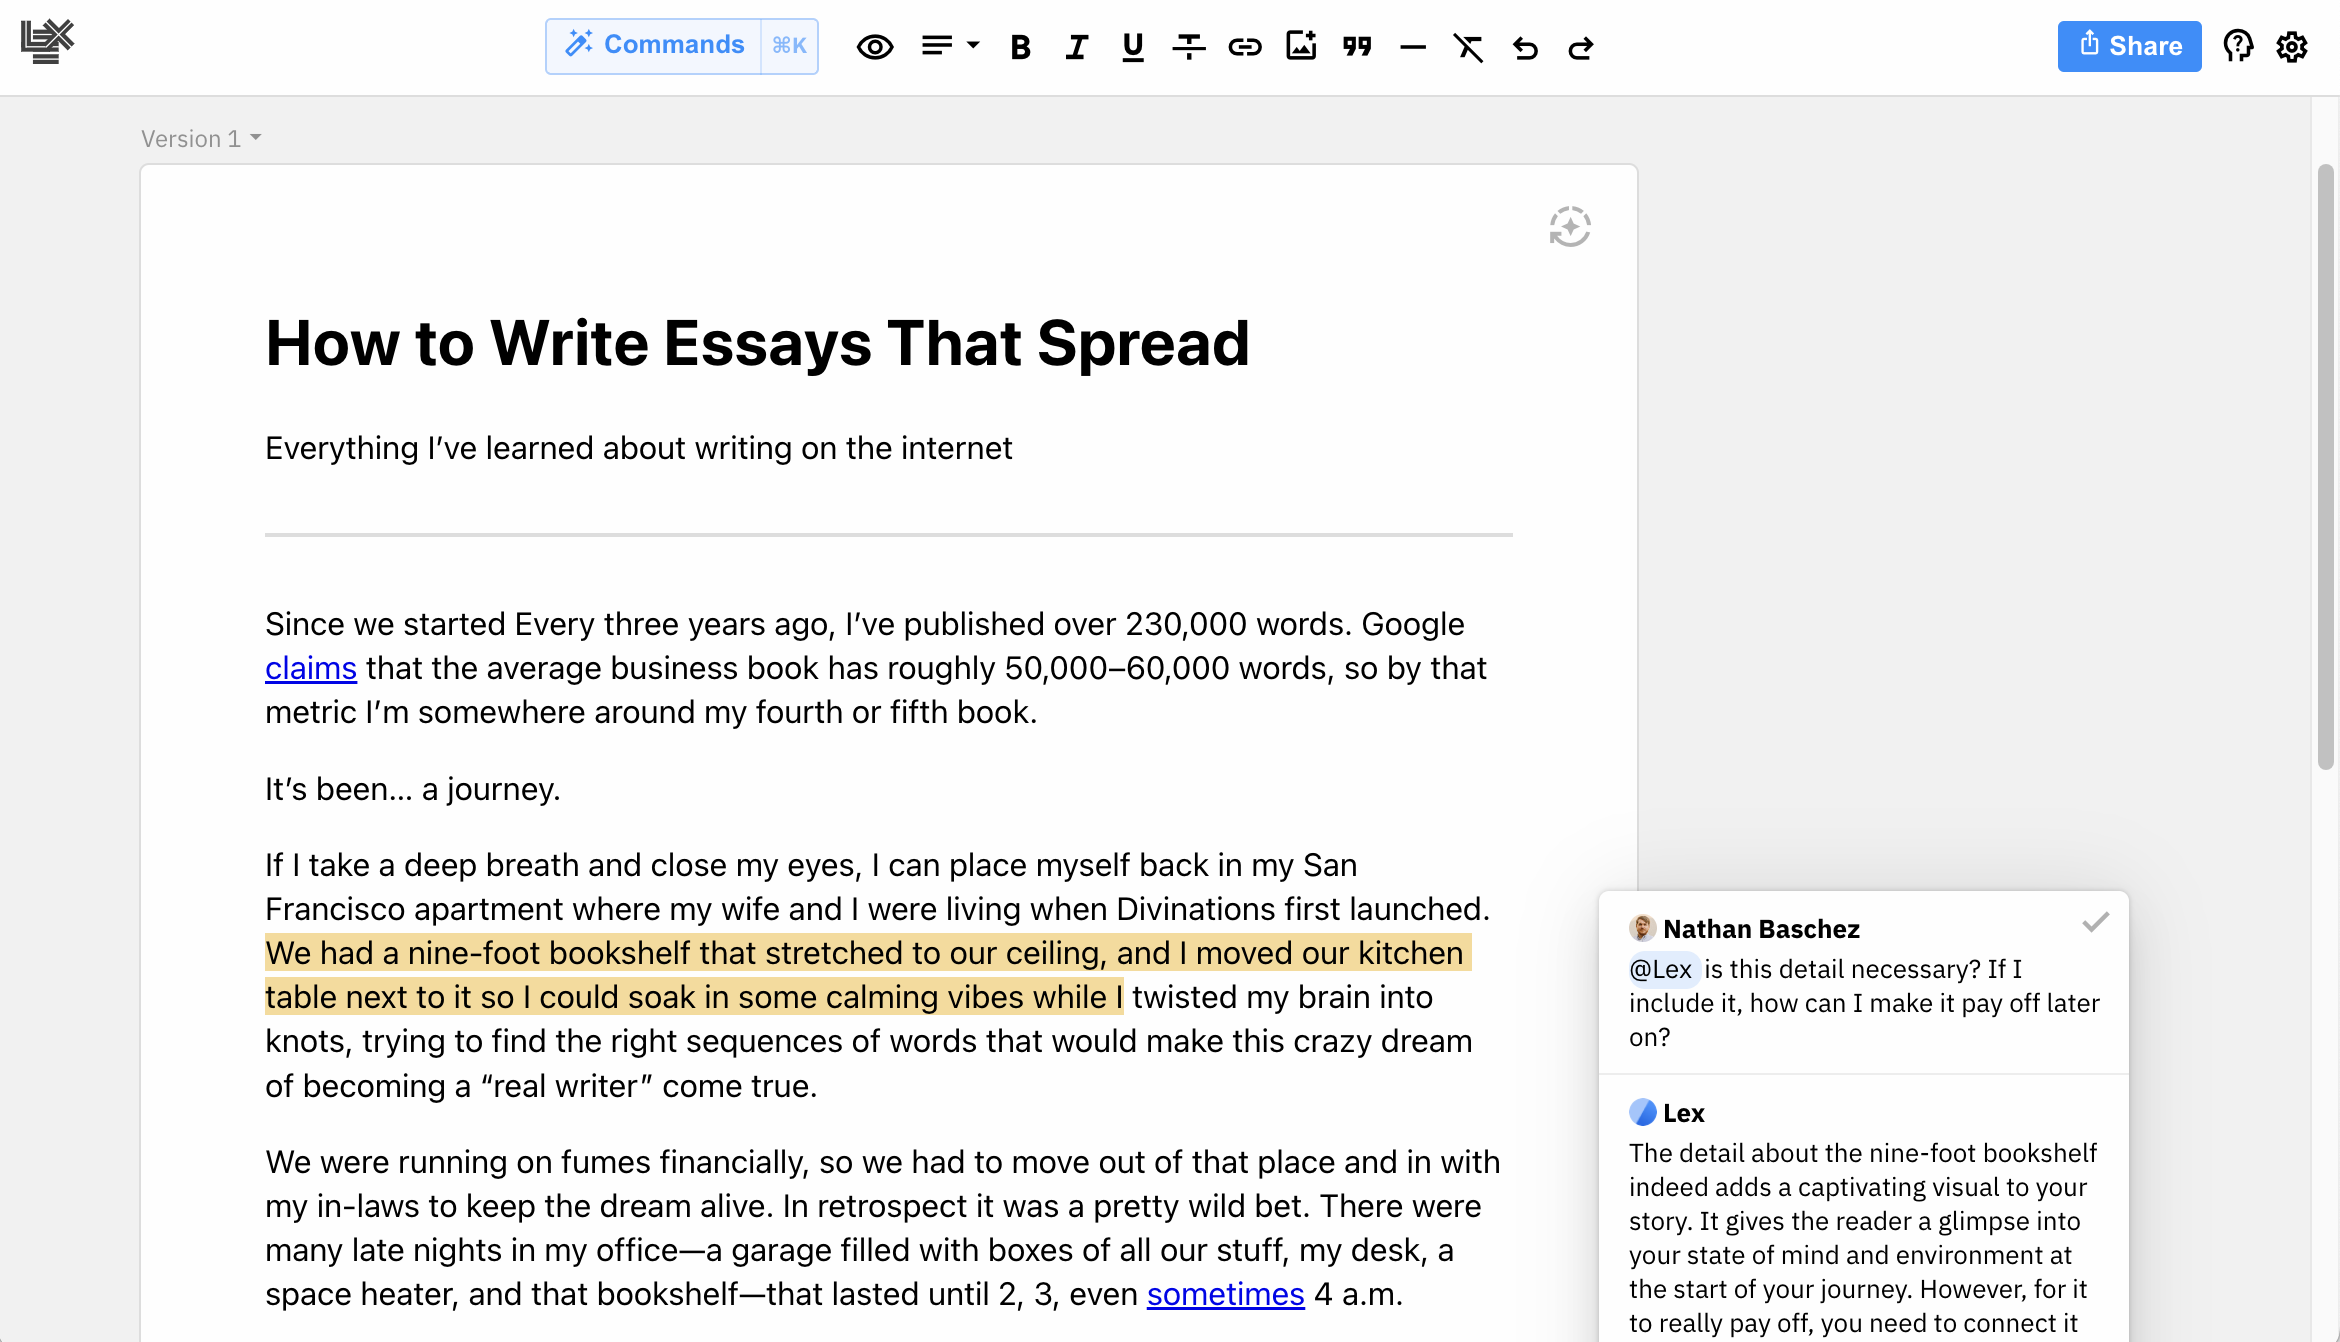 LEX
Commands ⌘K
Share
Version 1
How to Write Essays That Spread
Everything I’ve learned about writing on the internet
Since we started Every three years ago, I’ve published over 230,000 words. Google
claims that the average business book has roughly 50,000–60,000 words, so by that
metric I’m somewhere around my fourth or fifth book.
It’s been… a journey.
If I take a deep breath and close my eyes, I can place myself back in my San
Francisco apartment where my wife and I were living when Divinations first launched.
We had a nine-foot bookshelf that stretched to our ceiling, and I moved our kitchen
table next to it so I could soak in some calming vibes while I twisted my brain into
knots, trying to find the right sequences of words that would make this crazy dream
of becoming a “real writer” come true.
We were running on fumes financially, so we had to move out of that place and in with
my in-laws to keep the dream alive. In retrospect it was a pretty wild bet. There were
many late nights in my office—a garage filled with boxes of all our stuff, my desk, a
space heater, and that bookshelf—that lasted until 2, 3, even sometimes 4 a.m.
Nathan Baschez
@Lex is this detail necessary? If I
include it, how can I make it pay off later
on?
Lex
The detail about the nine-foot bookshelf
indeed adds a captivating visual to your
story. It gives the reader a glimpse into
your state of mind and environment at
the start of your journey. However, for it
to really pay off, you need to connect it